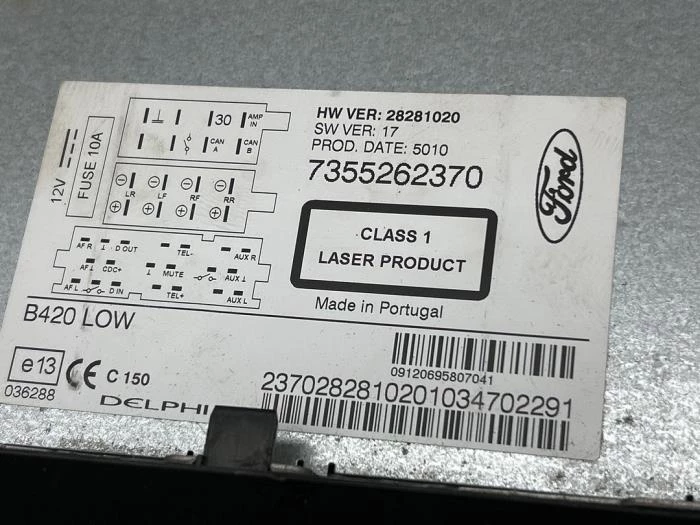 HW VER: 28281020
SW VER: 17
PROD. DATE: 5010
7355262370
Ford
CLASS 1
LASER PRODUCT
Made in Portugal
12V
FUSE 10A
30 AMP IN
CAN A CAN B
LR LF RF RR
AF R D OUT TEL- AUX R
AF L CDC+ MUTE AUX
AF L D IN TEL+ AUX L
B420 LOW
e13
C 150
036288
DELPHI
09120695807041
2370282810201034702291